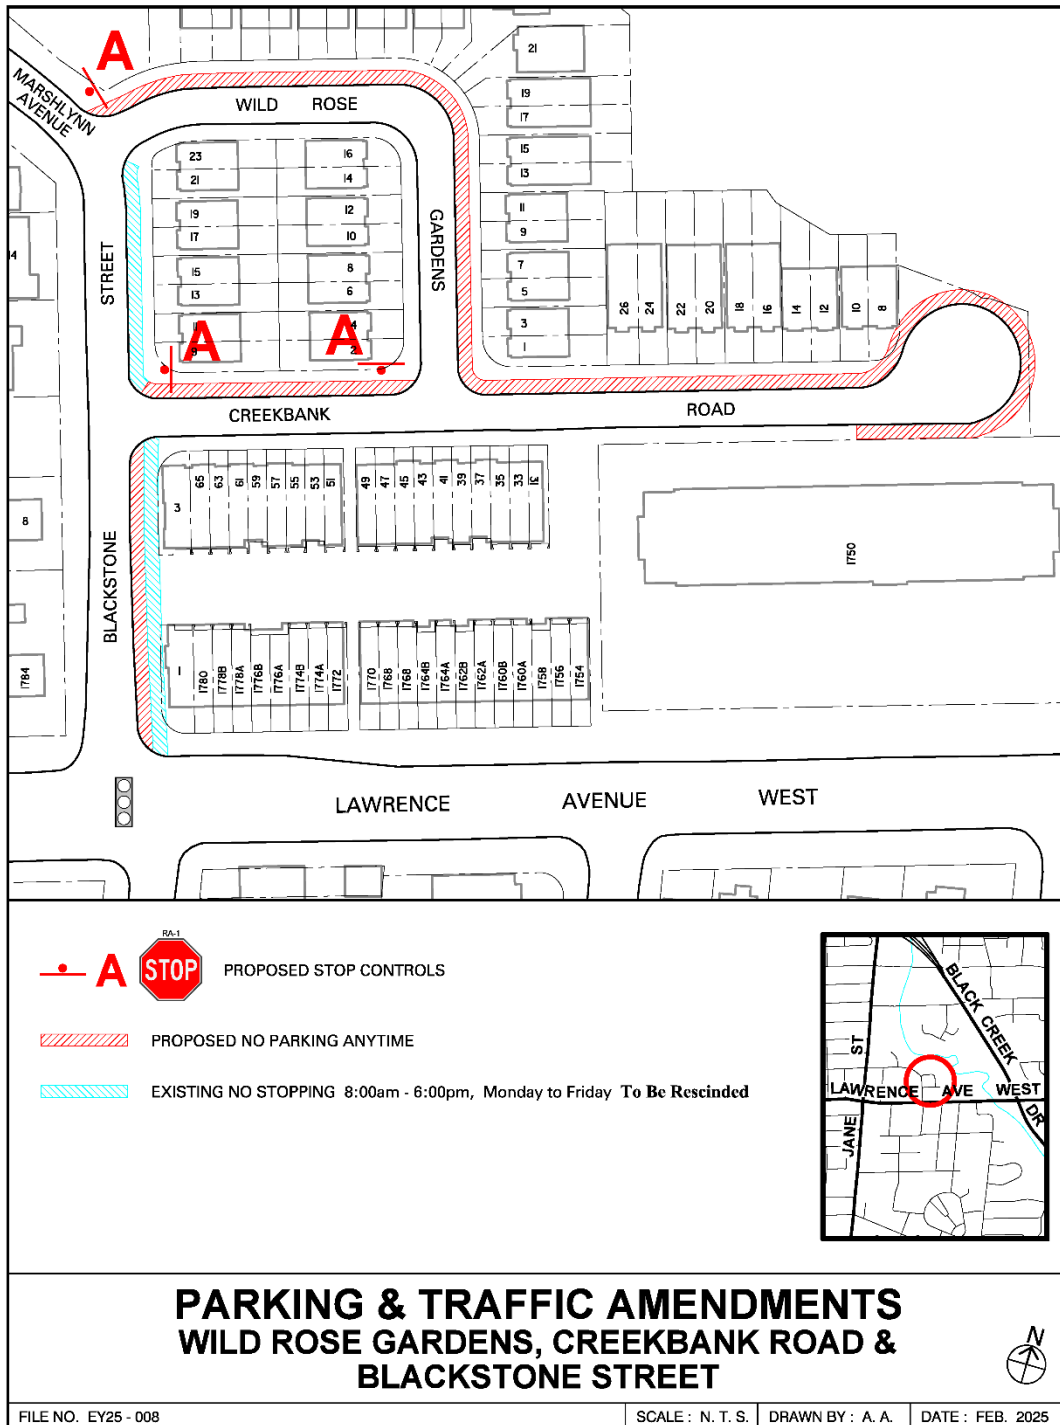 A
21
MARSHLYNN
AVENUE
WILD ROSE
19
17
23
21
16
14
15
13
19
17
12
10
GARDENS
11
9
14
STREET
15
13
8
6
7
5
26
24
22
20
18
16
14
12
10
8
11
9
A
A
4
2
3
1
CREEKBANK ROAD
3
65
63
61
59
57
55
53
51
49
47
45
43
41
39
37
35
33
31
8
1750
BLACKSTONE
1784
1
1780
1778B
1778A
1776B
1776A
1774B
1774A
1772
1770
1768
1768
1764B
1764A
1762B
1762A
1760B
1760A
1758
1756
1754
LAWRENCE AVENUE WEST
RA-1
A STOP PROPOSED STOP CONTROLS
PROPOSED NO PARKING ANYTIME
EXISTING NO STOPPING 8:00am - 6:00pm, Monday to Friday To Be Rescinded
BLACK CREEK
DR
JANE ST
LAWRENCE AVE WEST
PARKING & TRAFFIC AMENDMENTS
WILD ROSE GARDENS, CREEKBANK ROAD &
BLACKSTONE STREET
N
FILE NO. EY25 - 008
SCALE : N. T. S.
DRAWN BY : A. A.
DATE : FEB. 2025